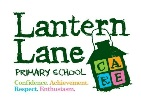 Lantern
Lane
PRIMARY SCHOOL
CARE
Confidence. Achievement.
Respect. Enthusiasm.